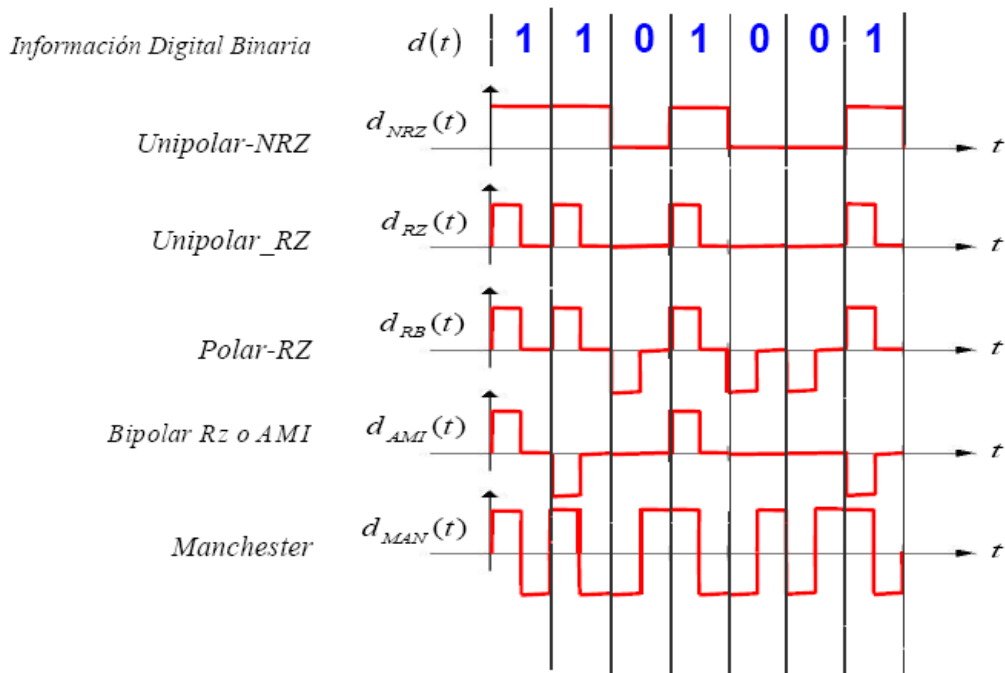 Información Digital Binaria d(t) 1 1 0 1 0 0 1
Unipolar-NRZ d_NRZ(t) t
Unipolar_RZ d_RZ(t) t
Polar-RZ d_RB(t) t
Bipolar Rz o AMI d_AMI(t) t
Manchester d_MAN(t) t